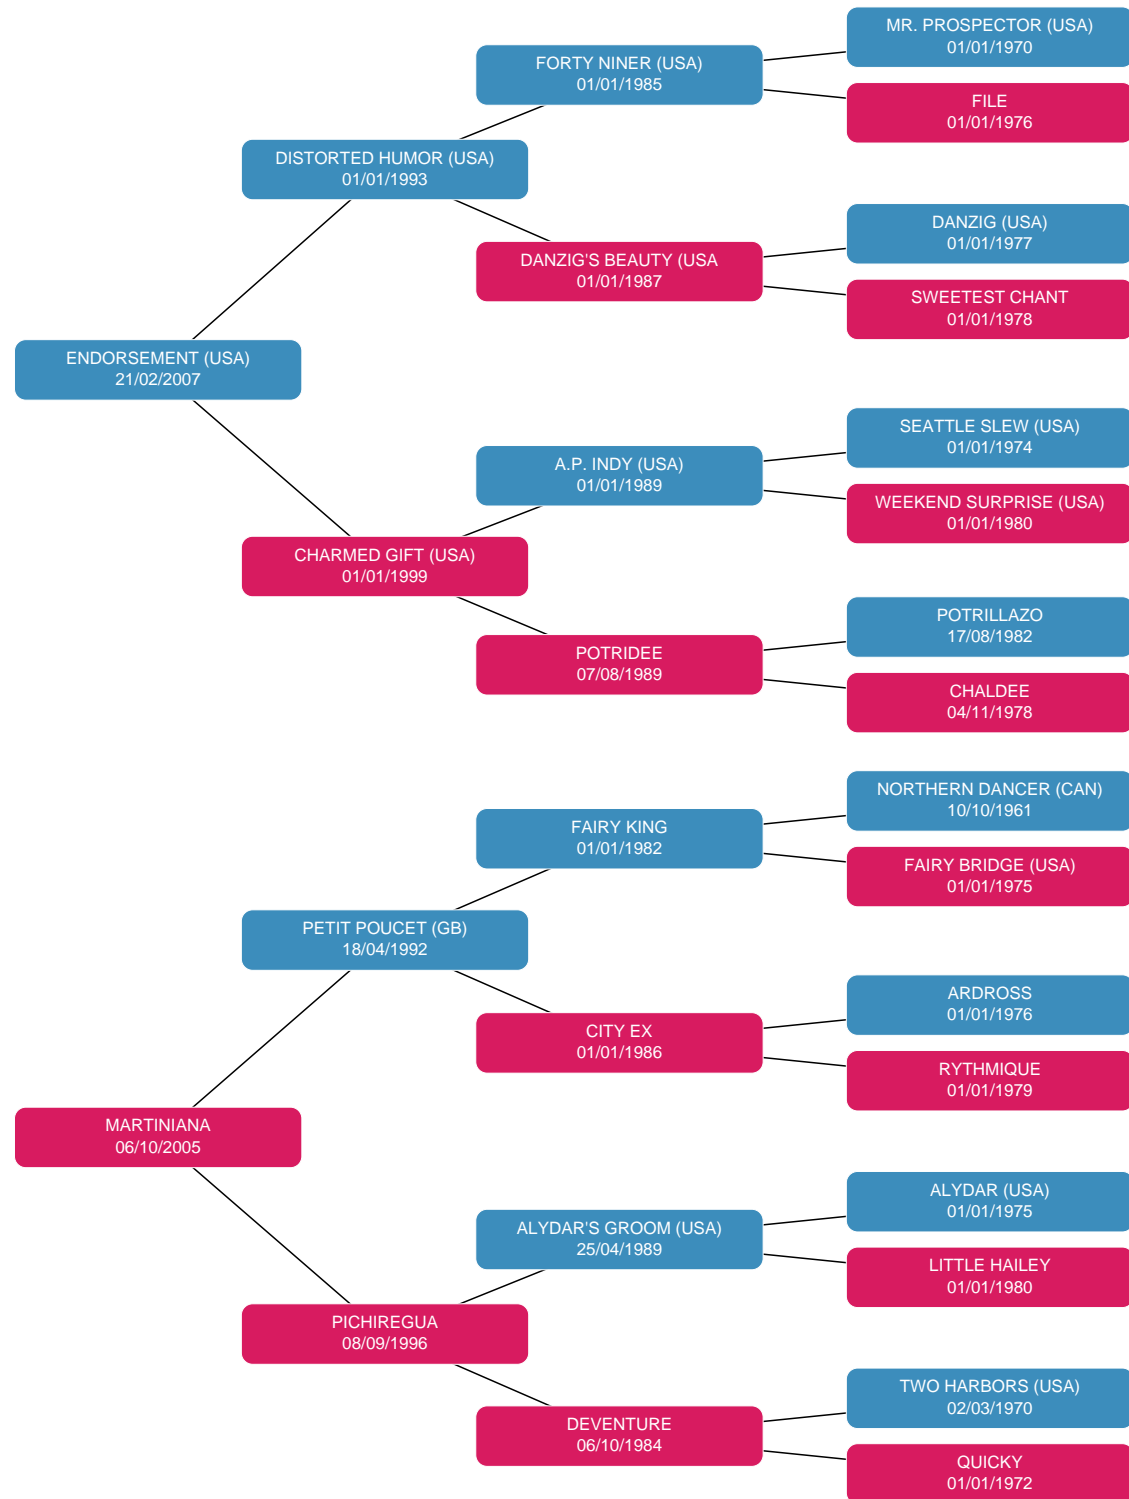 MR. PROSPECTOR (USA)
01/01/1970
FORTY NINER (USA)
01/01/1985
FILE
01/01/1976
DISTORTED HUMOR (USA)
01/01/1993
DANZIG (USA)
01/01/1977
DANZIG'S BEAUTY (USA
01/01/1987
SWEETEST CHANT
01/01/1978
ENDORSEMENT (USA)
21/02/2007
SEATTLE SLEW (USA)
01/01/1974
A.P. INDY (USA)
01/01/1989
WEEKEND SURPRISE (USA)
01/01/1980
CHARMED GIFT (USA)
01/01/1999
POTRILLAZO
17/08/1982
POTRIDEE
07/08/1989
CHALDEE
04/11/1978
NORTHERN DANCER (CAN)
10/10/1961
FAIRY KING
01/01/1982
FAIRY BRIDGE (USA)
01/01/1975
PETIT POUCET (GB)
18/04/1992
ARDROSS
01/01/1976
CITY EX
01/01/1986
RYTHMIQUE
01/01/1979
MARTINIANA
06/10/2005
ALYDAR (USA)
01/01/1975
ALYDAR'S GROOM (USA)
25/04/1989
LITTLE HAILEY
01/01/1980
PICHIREGUA
08/09/1996
TWO HARBORS (USA)
02/03/1970
DEVENTURE
06/10/1984
QUICKY
01/01/1972